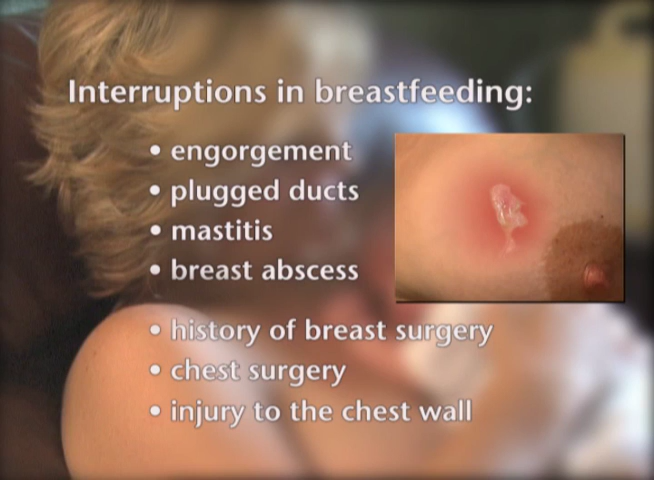 Interruptions in breastfeeding:
• engorgement
• plugged ducts
• mastitis
• breast abscess
• history of breast surgery
• chest surgery
• injury to the chest wall